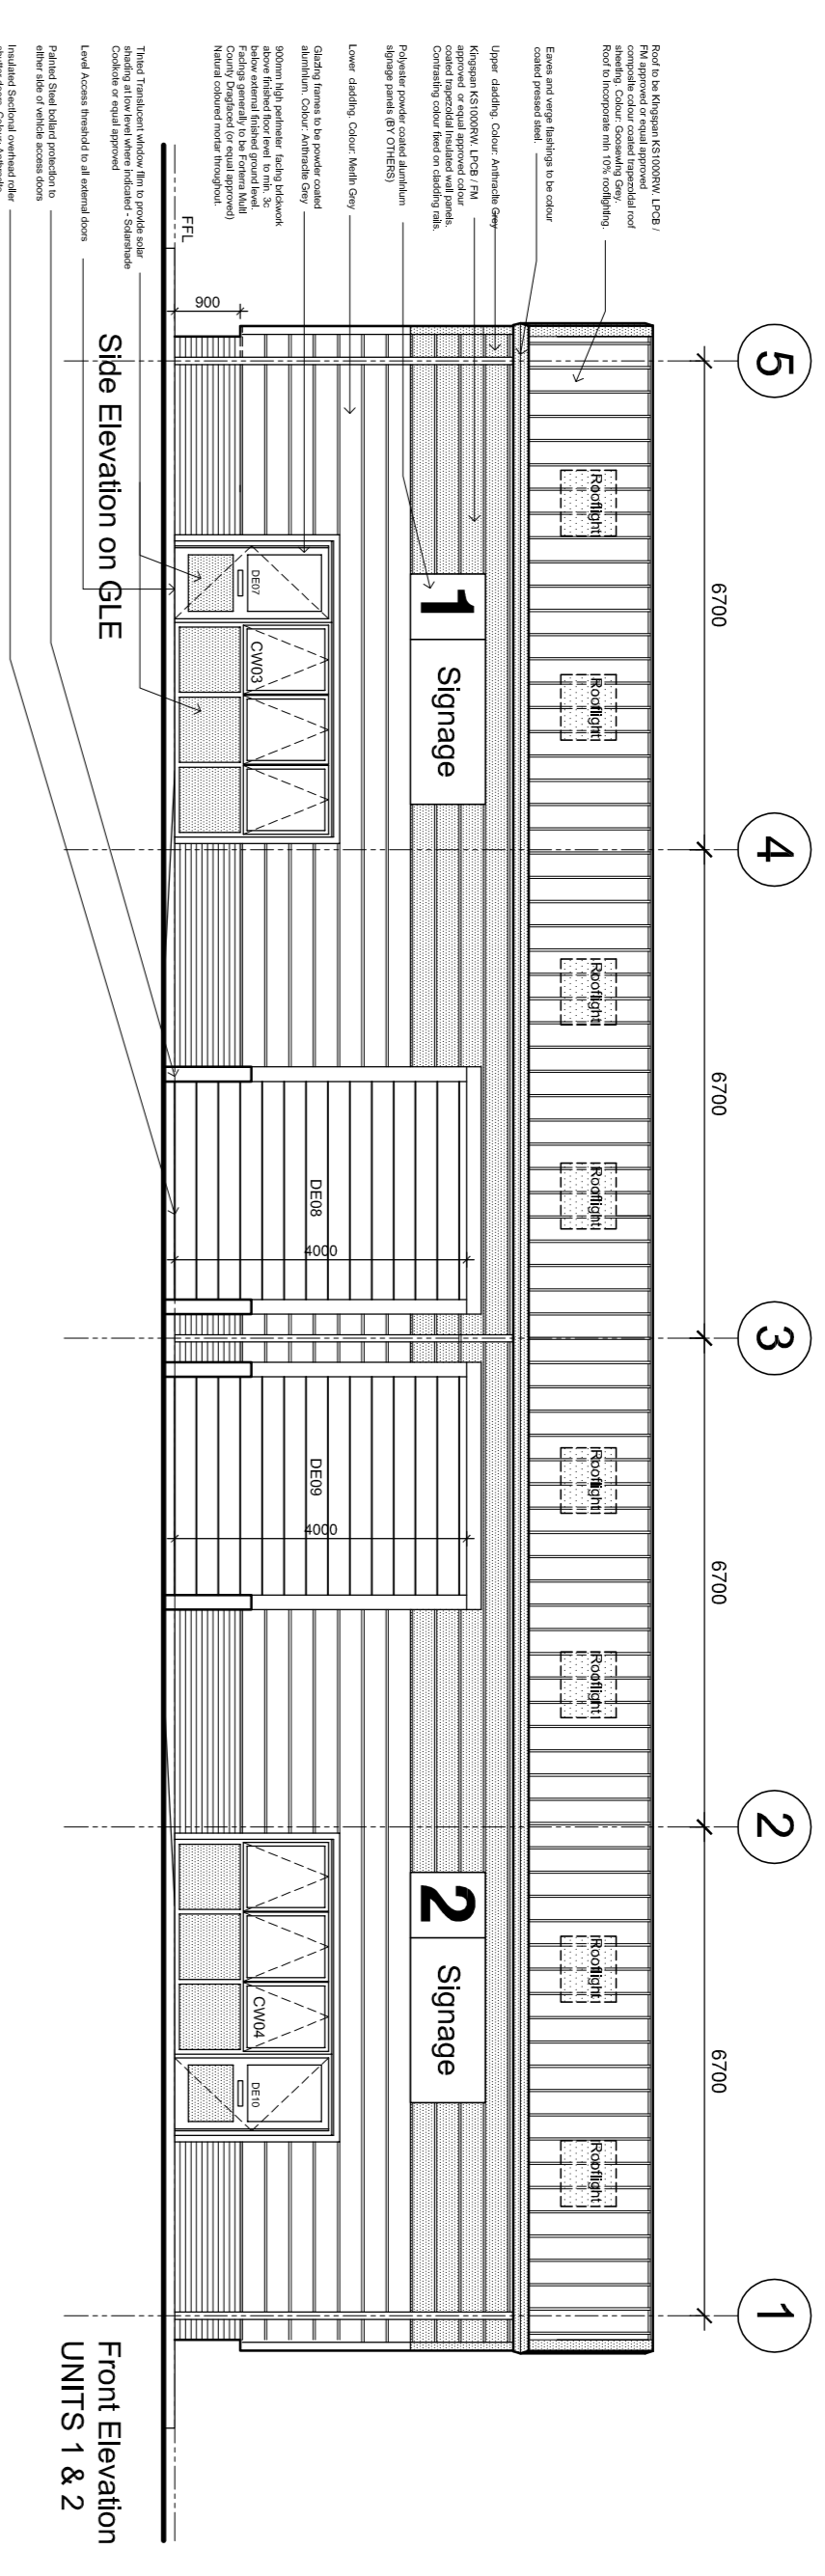 5
4
3
2
1
6700
6700
6700
6700
Roof to be Kingspan KS1000RW. LPCB /
FM approved or equal approved
composite colour coated trapezoidal roof
sheeting. Colour: Goosewing Grey.
Roof to incorporate min 10% rooflighting.
Eaves and verge flashings to be colour
coated pressed steel.
Upper cladding. Colour: Anthracite Grey
Kingspan KS1000RW. LPCB / FM
approved or equal approved colour
coated trapezoidal insulated wall panels.
Contrasting colour fixed on cladding rails.
Polyester powder coated aluminium
signage panels (BY OTHERS)
Lower cladding. Colour: Merlin Grey
Glazing frames to be powder coated
aluminium. Colour: Anthracite Grey
900mm high perimeter facing brickwork
above finished floor level to min. 3c
below external finished ground level.
Facings generally to be Forterra Multi
County Dragfaced (or equal approved)
Natural coloured mortar throughout.
Tinted Translucent window film to provide solar
shading at low level where indicated - Solarshade
Coolkote or equal approved
Level Access threshold to all external doors
Painted Steel bollard protection to
either side of vehicle access doors
Insulated Sectional overhead roller
Rooflight
Rooflight
Rooflight
Rooflight
Rooflight
Rooflight
Rooflight
Rooflight
1
Signage
2
Signage
DE07
CW03
DE08
4000
DE09
4000
CW04
DE10
900
FFL
Side Elevation on GLE
Front Elevation
UNITS 1 & 2